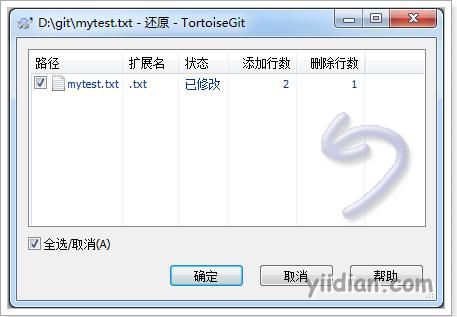 D:\git\mytest.txt - 还原 - TortoiseGit
路径 扩展名 状态 添加行数 删除行数
mytest.txt .txt 已修改 2 1
全选/取消(A)
确定 取消 帮助
yiidian.com